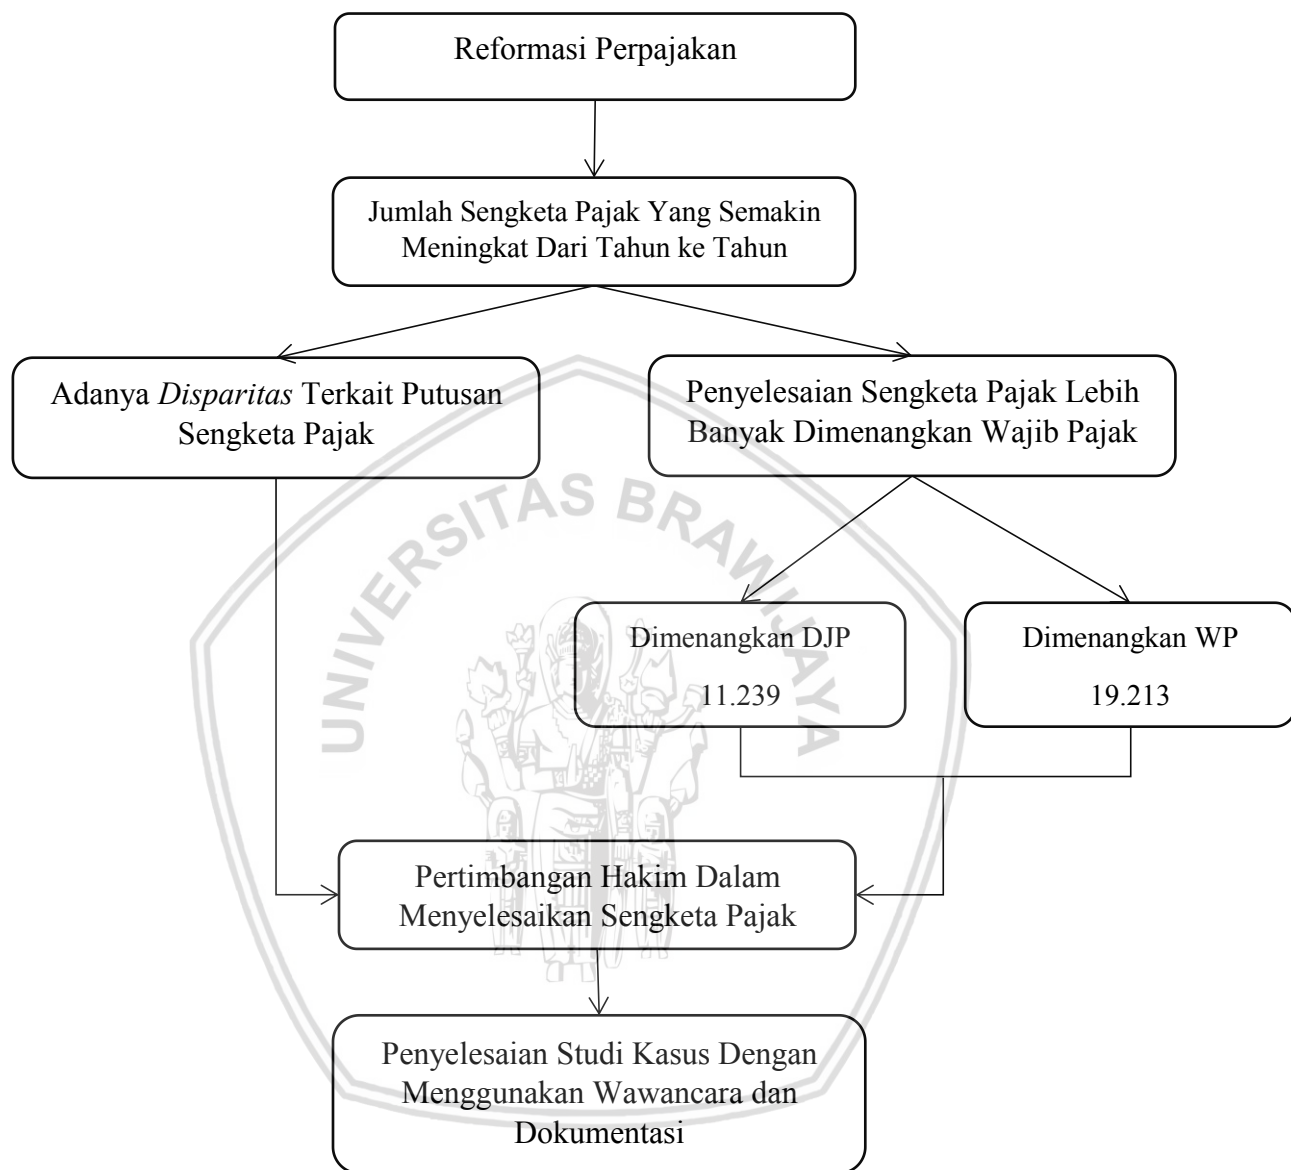 Reformasi Perpajakan
Jumlah Sengketa Pajak Yang Semakin
Meningkat Dari Tahun ke Tahun
Adanya Disparitas Terkait Putusan
Sengketa Pajak
Penyelesaian Sengketa Pajak Lebih
Banyak Dimenangkan Wajib Pajak
UNIVERSITAS BRAWIJAYA
Dimenangkan DJP
11.239
Dimenangkan WP
19.213
Pertimbangan Hakim Dalam
Menyelesaikan Sengketa Pajak
Penyelesaian Studi Kasus Dengan
Menggunakan Wawancara dan
Dokumentasi